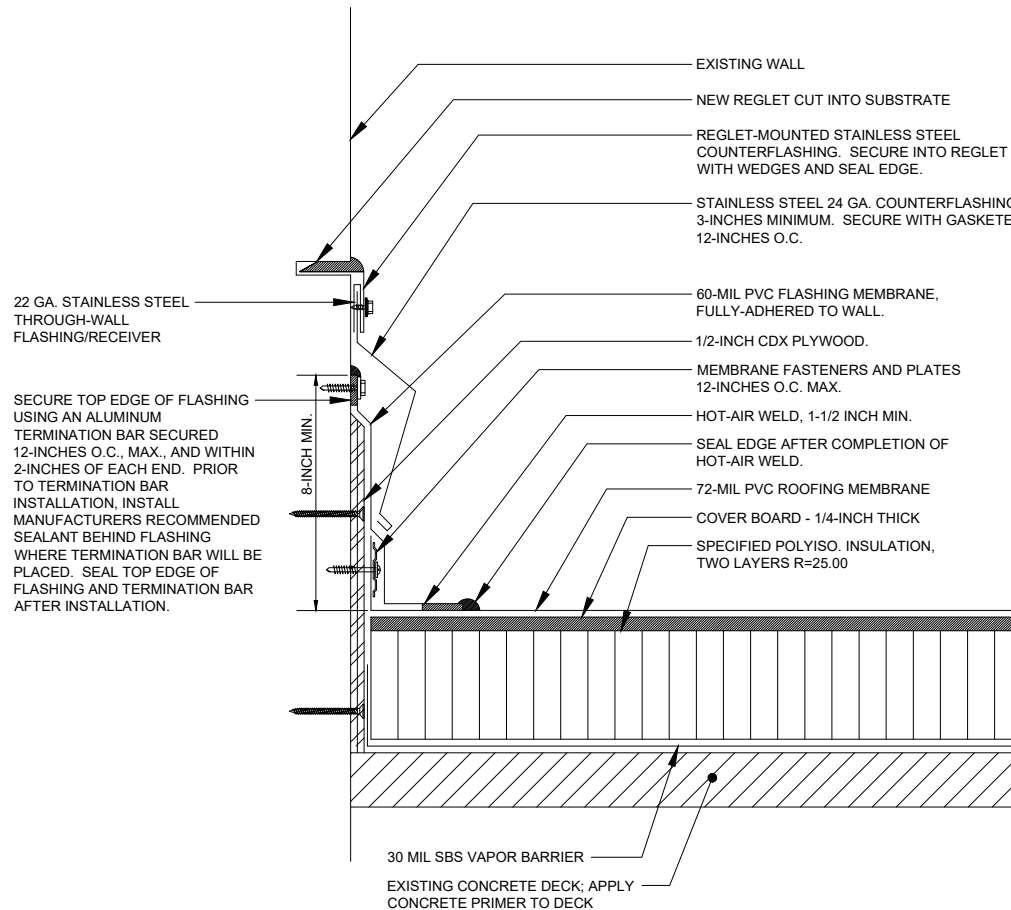 EXISTING WALL
NEW REGLET CUT INTO SUBSTRATE
REGLET-MOUNTED STAINLESS STEEL
COUNTERFLASHING. SECURE INTO REGLET
WITH WEDGES AND SEAL EDGE.
STAINLESS STEEL 24 GA.
3-INCHES MINIMUM. SECURE WITH
12-INCHES O.C.
22 GA. STAINLESS STEEL
THROUGH-WALL
FLASHING/RECEIVER
60-MIL PVC FLASHING MEMBRANE,
FULLY-ADHERED TO WALL.
1/2-INCH CDX PLYWOOD.
MEMBRANE FASTENERS AND PLATES
12-INCHES O.C. MAX.
HOT-AIR WELD, 1-1/2 INCH MIN.
SEAL EDGE AFTER COMPLETION OF
HOT-AIR WELD.
72-MIL PVC ROOFING MEMBRANE
COVER BOARD - 1/4-INCH THICK
SPECIFIED POLYISO. INSULATION,
TWO LAYERS R=25.00
SECURE TOP EDGE OF FLASHING
USING AN ALUMINUM
TERMINATION BAR SECURED
12-INCHES O.C., MAX., AND WITHIN
2-INCHES OF EACH END. PRIOR
TO TERMINATION BAR
INSTALLATION, INSTALL
MANUFACTURERS RECOMMENDED
SEALANT BEHIND FLASHING
WHERE TERMINATION BAR WILL BE
PLACED. SEAL TOP EDGE OF
FLASHING AND TERMINATION BAR
AFTER INSTALLATION.
8-INCH MIN.
30 MIL SBS VAPOR BARRIER
EXISTING CONCRETE DECK; APPLY
CONCRETE PRIMER TO DECK